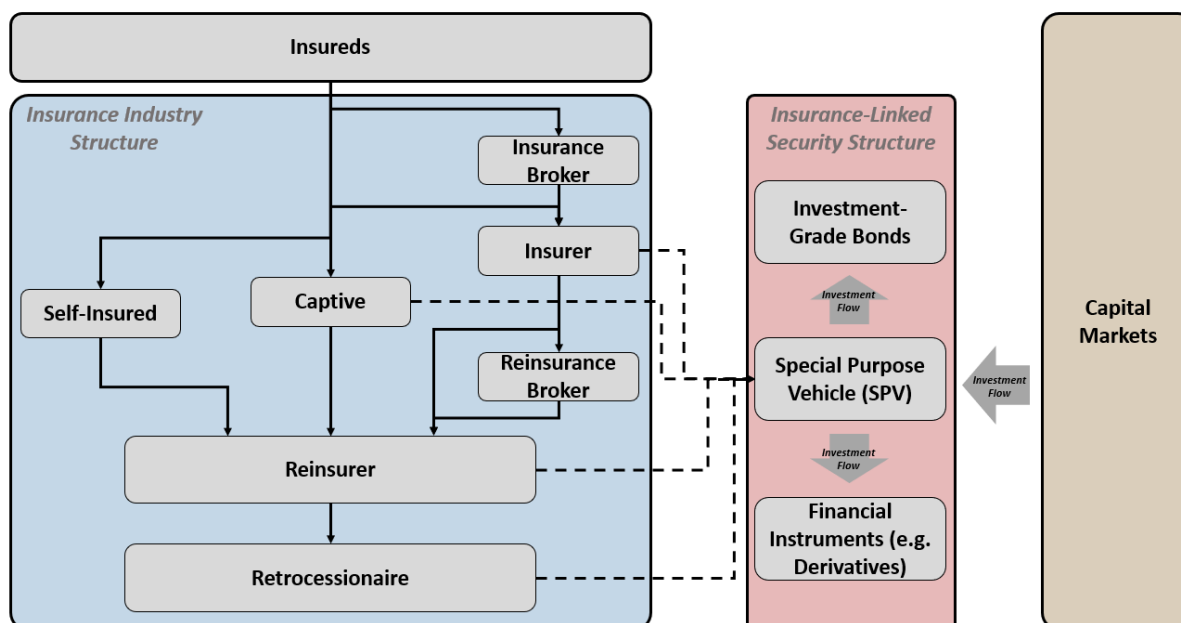 Insureds
Insurance Industry
Structure
Insurance
Broker
Insurer
Self-Insured
Captive
Reinsurance
Broker
Reinsurer
Retrocessionaire
Insurance-Linked
Security Structure
Investment-
Grade Bonds
Investment
Flow
Special Purpose
Vehicle (SPV)
Investment
Flow
Financial
Instruments (e.g.
Derivatives)
Investment
Flow
Capital
Markets